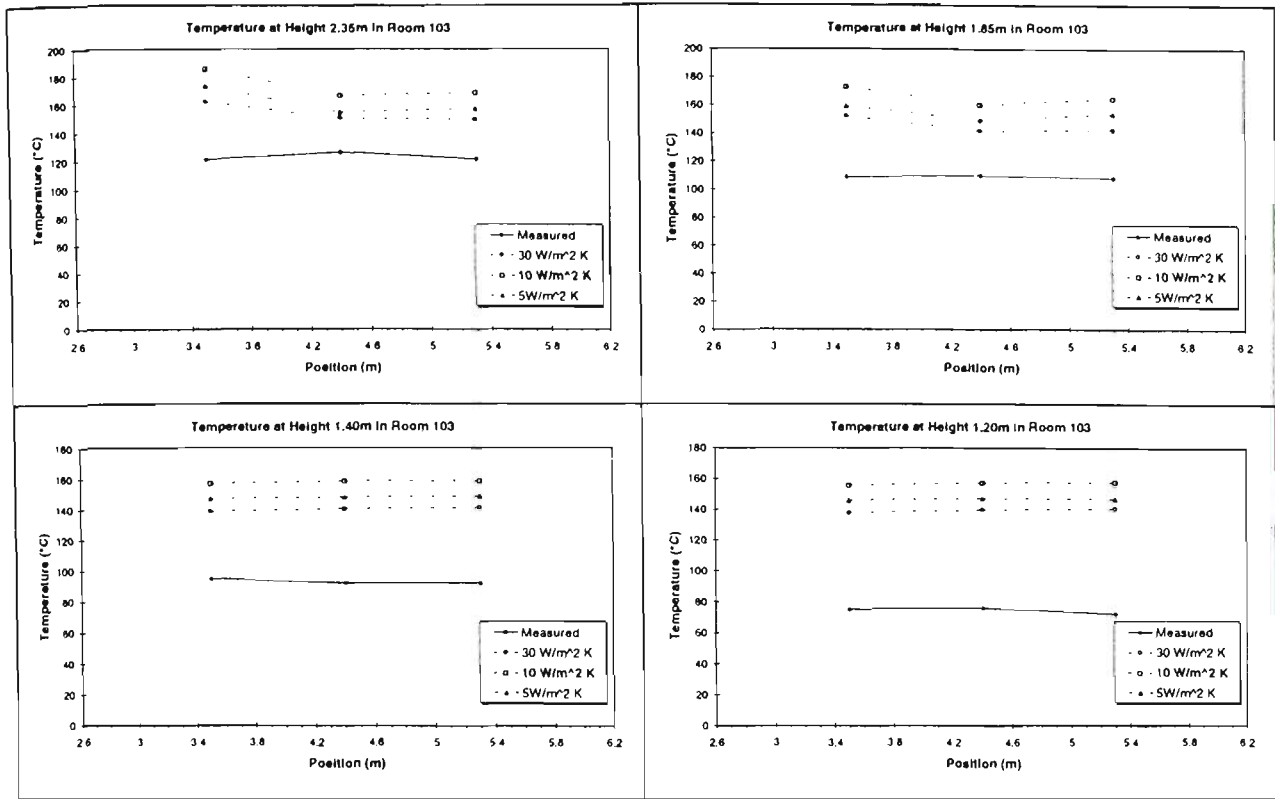 Temperature at Height 2.36m In Room 103
Temperature (°C)
200
180
160
140
120
100
80
60
40
20
0
2 6
3
3 4
3 8
4 2
4 6
5
5 4
5 8
6 2
Position (m)
Measured
30 W/m^2 K
10 W/m^2 K
5W/m^2 K
Temperature at Height 1.85m In Room 103
Temperature (°C)
200
180
160
140
120
100
80
60
40
20
0
2 6
3
3 4
3 8
4 2
4 6
5
5 4
5 8
6 2
Position (m)
Measured
30 W/m^2 K
10 W/m^2 K
5W/m^2 K
Temperature at Height 1.40m In Room 103
Temperature (°C)
180
160
140
120
100
80
60
40
20
0
2 6
3
3 4
3 8
4 2
4 6
5
5 4
5 8
6 2
Position (m)
Measured
30 W/m^2 K
10 W/m^2 K
5W/m^2 K
Temperature at Height 1.20m In Room 103
Temperature (°C)
180
160
140
120
100
80
60
40
20
0
2 6
3
3 4
3 8
4 2
4 6
5
5 4
5 8
6 2
Position (m)
Measured
30 W/m^2 K
10 W/m^2 K
5W/m^2 K